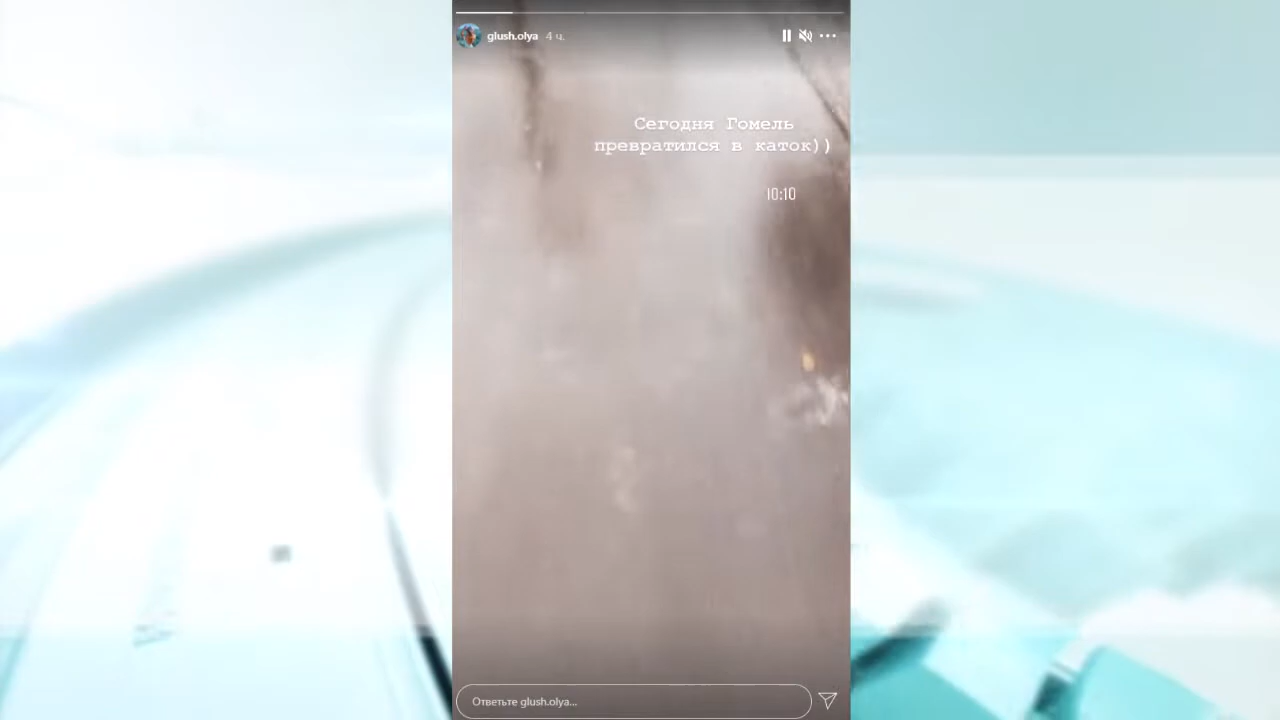 glush.olya 4 ч.
Сегодня Гомель
превратился в каток))
10:10
Ответьте glush.olya...